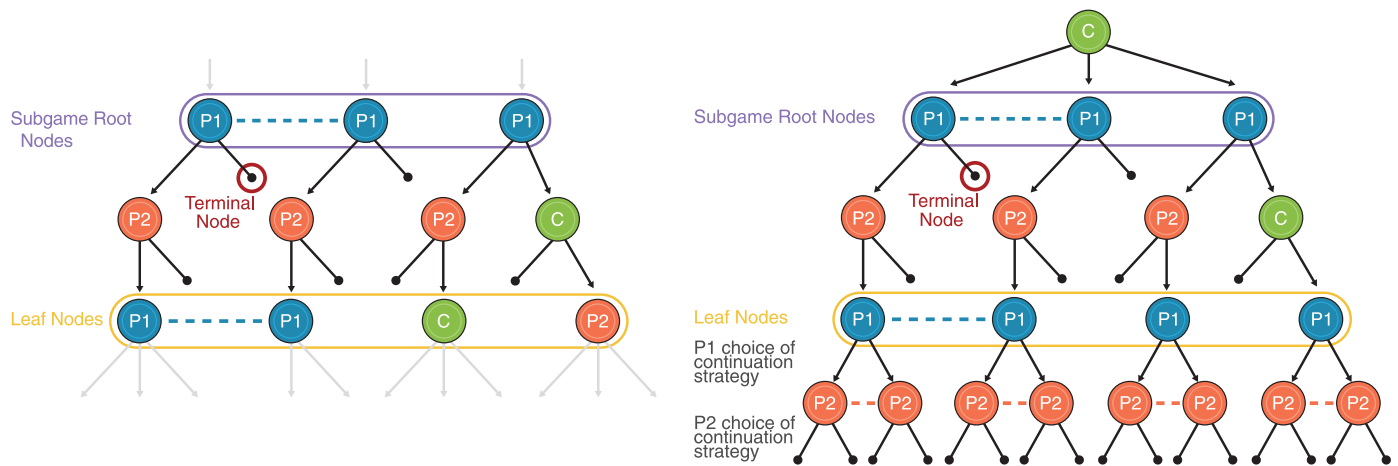 C
Subgame Root
Nodes
P1
P1
P1
Terminal
Node
P2
P2
P2
C
Leaf Nodes
P1
P1
C
P2
Subgame Root Nodes
P1
P1
P1
Terminal
Node
P2
P2
P2
C
Leaf Nodes
P1
P1
P1
P1
P1 choice of
continuation
strategy
P2
P2
P2
P2
P2
P2
P2
P2
P2 choice of
continuation
strategy